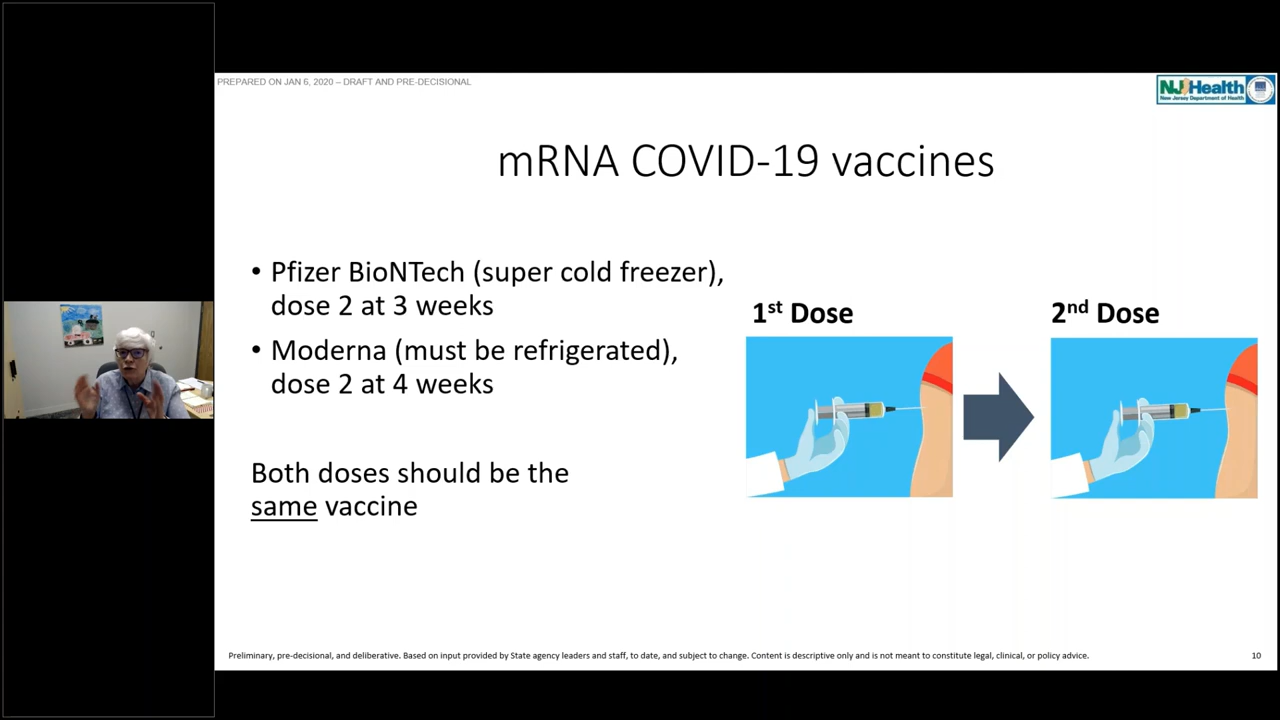 PREPARED ON JAN 6, 2020 – DRAFT AND PRE-DECISIONAL
NJ Health
New Jersey Department of Health
mRNA COVID-19 vaccines
• Pfizer BioNTech (super cold freezer),
dose 2 at 3 weeks
• Moderna (must be refrigerated),
dose 2 at 4 weeks
Both doses should be the
same vaccine
1st Dose
2nd Dose
Preliminary, pre-decisional, and deliberative. Based on input provided by State agency leaders and staff, to date, and subject to change. Content is descriptive only and is not meant to constitute legal, clinical, or policy advice.
10